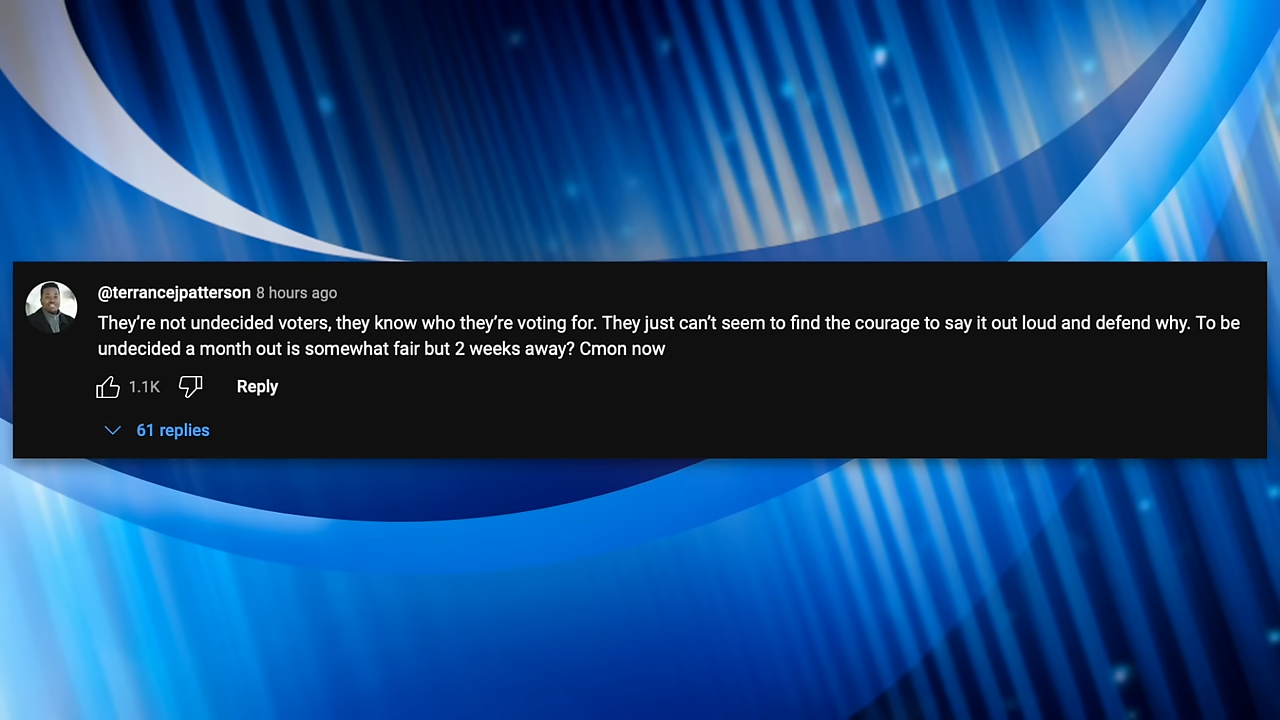 @terrancejpatterson 8 hours ago
They’re not undecided voters, they know who they’re voting for. They just can’t seem to find the courage to say it out loud and defend why. To be
undecided a month out is somewhat fair but 2 weeks away? Cmon now
1.1K Reply
61 replies